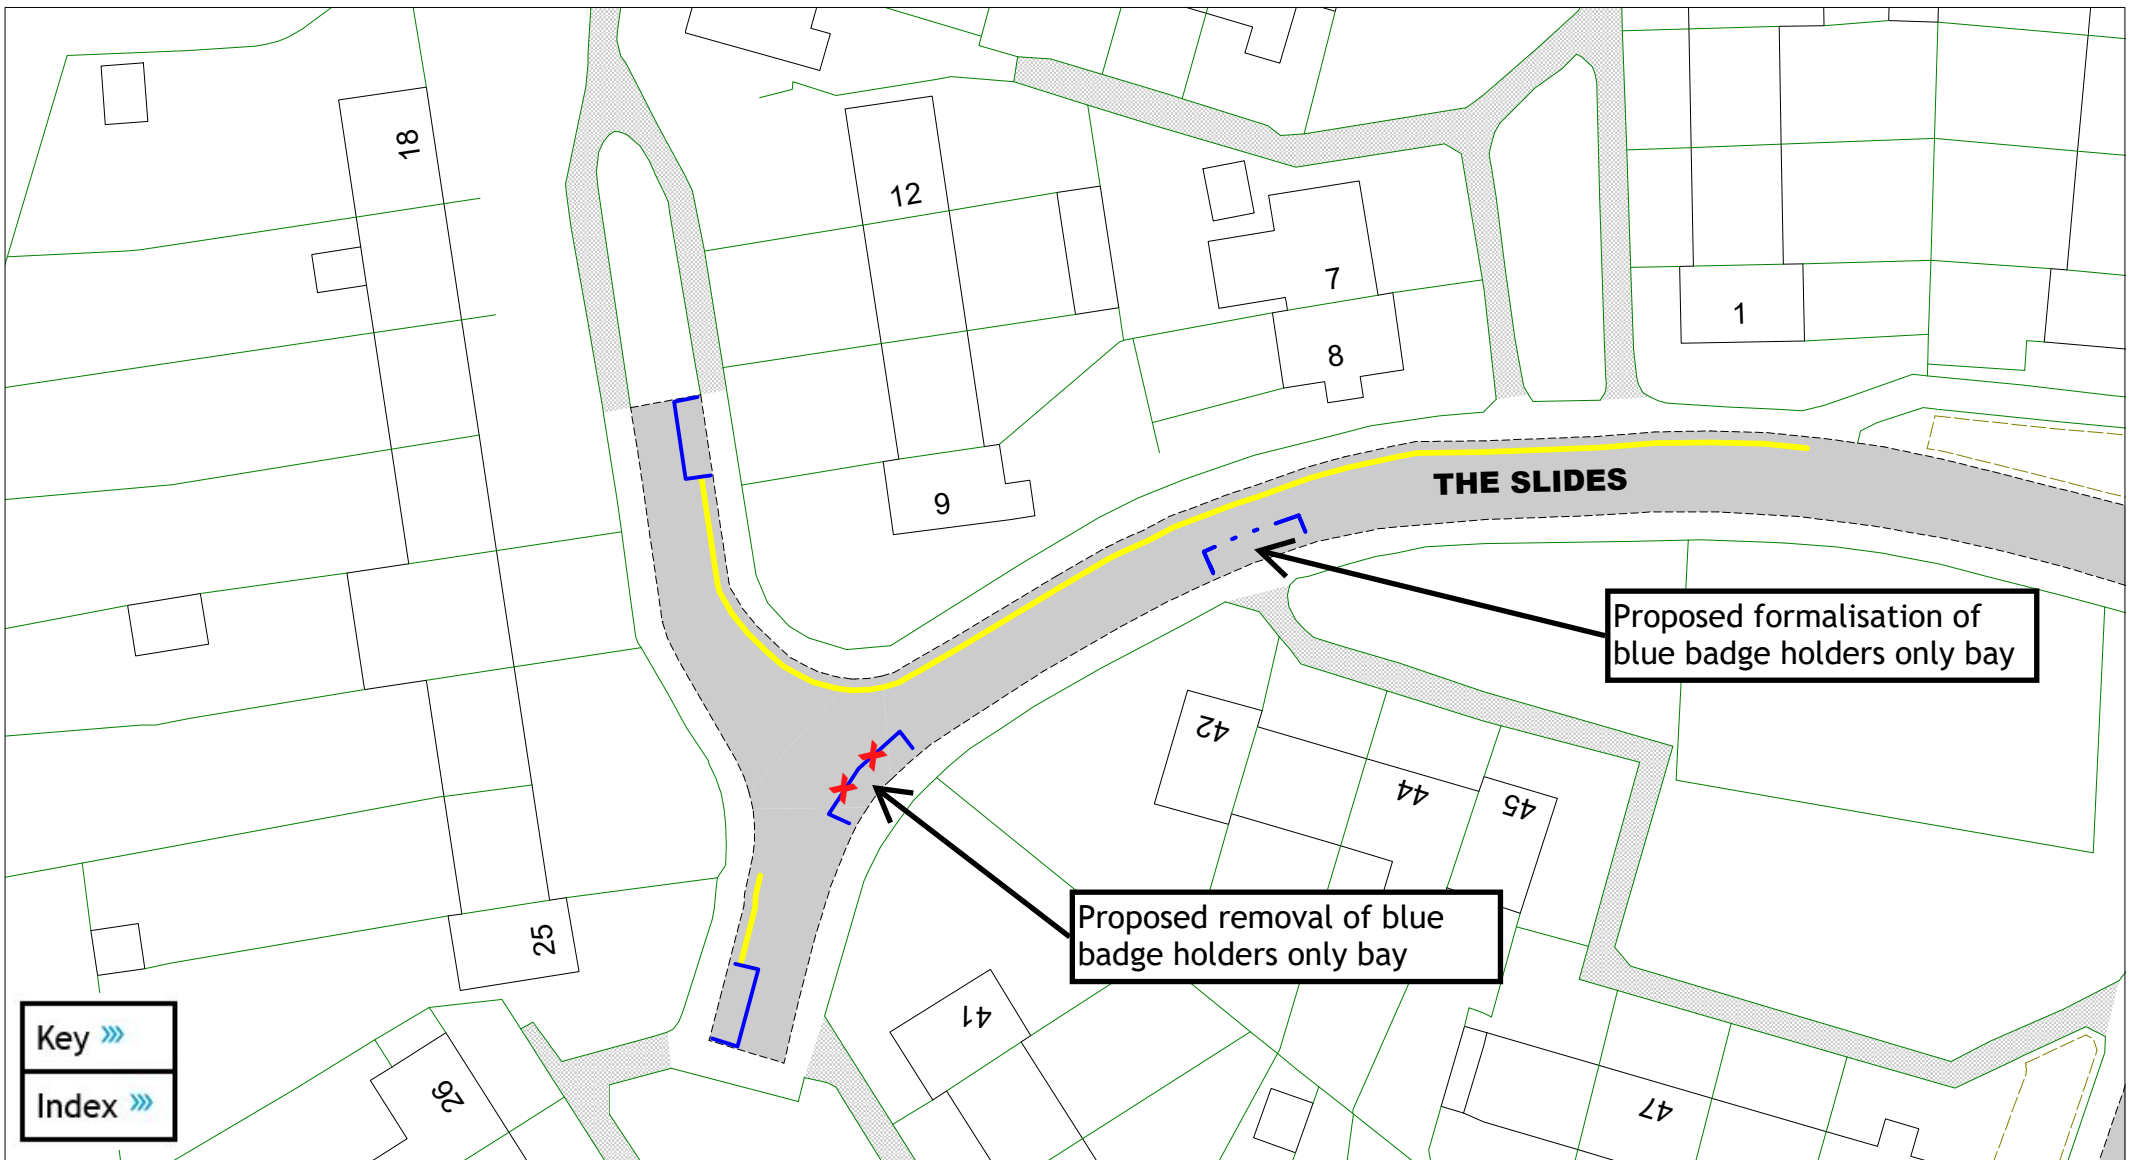 18
12
7
1
8
9
THE SLIDES
Proposed formalisation of
blue badge holders only bay
42
44
45
Proposed removal of blue
badge holders only bay
25
41
Key »»
Index »»
26
47